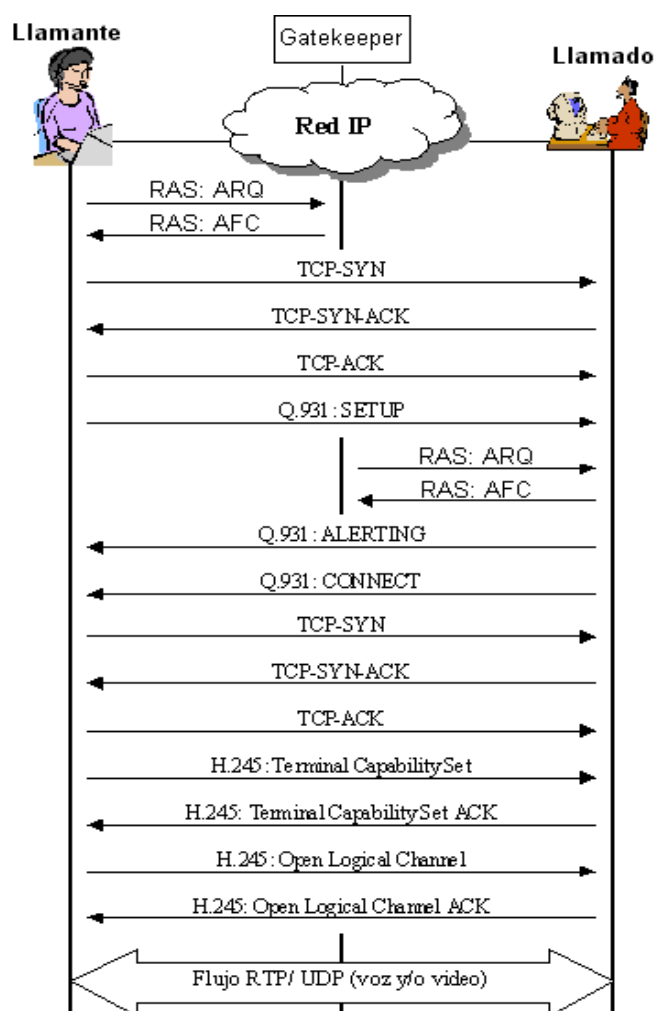 Llamante
Gatekeeper
Llamado
Red IP
RAS: ARQ
RAS: AFC
TCP-SYN
TCP-SYN-ACK
TCP-ACK
Q.931: SETUP
RAS: ARQ
RAS: AFC
Q.931: ALERTING
Q.931: CONNECT
TCP-SYN
TCP-SYN-ACK
TCP-ACK
H.245: Terminal CapabilitySet
H.245: Terminal CapabilitySet ACK
H.245: Open Logical Channel
H.245: Open Logical Channel ACK
Flujo RTP/ UDP (voz y/o video)